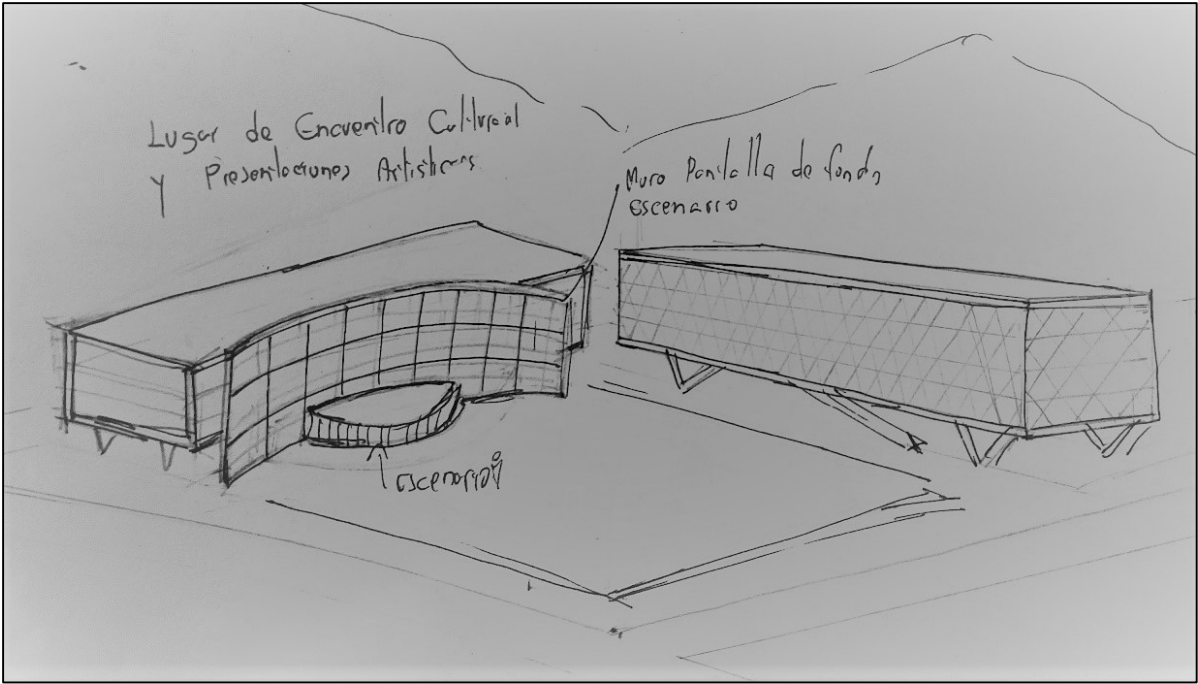 Lugar de Encuentro Cultural
y Presentaciones Artisticas
Muro Pantalla de fondo
escenario
escenario